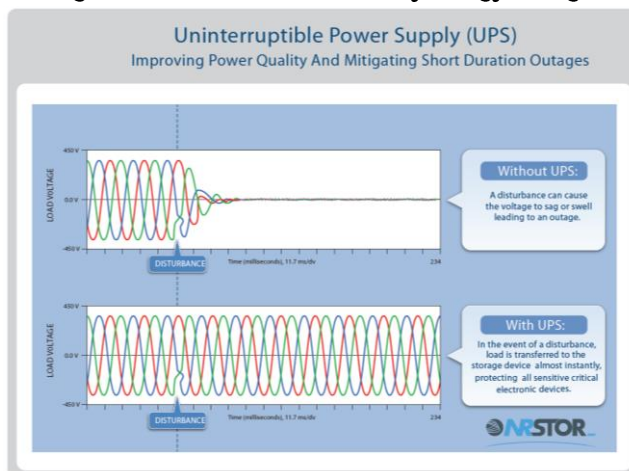 Uninterruptible Power Supply (UPS)
Improving Power Quality And Mitigating Short Duration Outages
LOAD VOLTAGE
450 V
0.0 V
-450 V
DISTURBANCE
Time (milliseconds), 11.7 ms/div
234
Without UPS:
A disturbance can cause
the voltage to sag or swell
leading to an outage.
LOAD VOLTAGE
450 V
0.0 V
-450 V
DISTURBANCE
Time (milliseconds), 11.7 ms/div
234
With UPS:
In the event of a disturbance,
load is transferred to the
storage device almost instantly,
protecting all sensitive critical
electronic devices.
NRSTOR